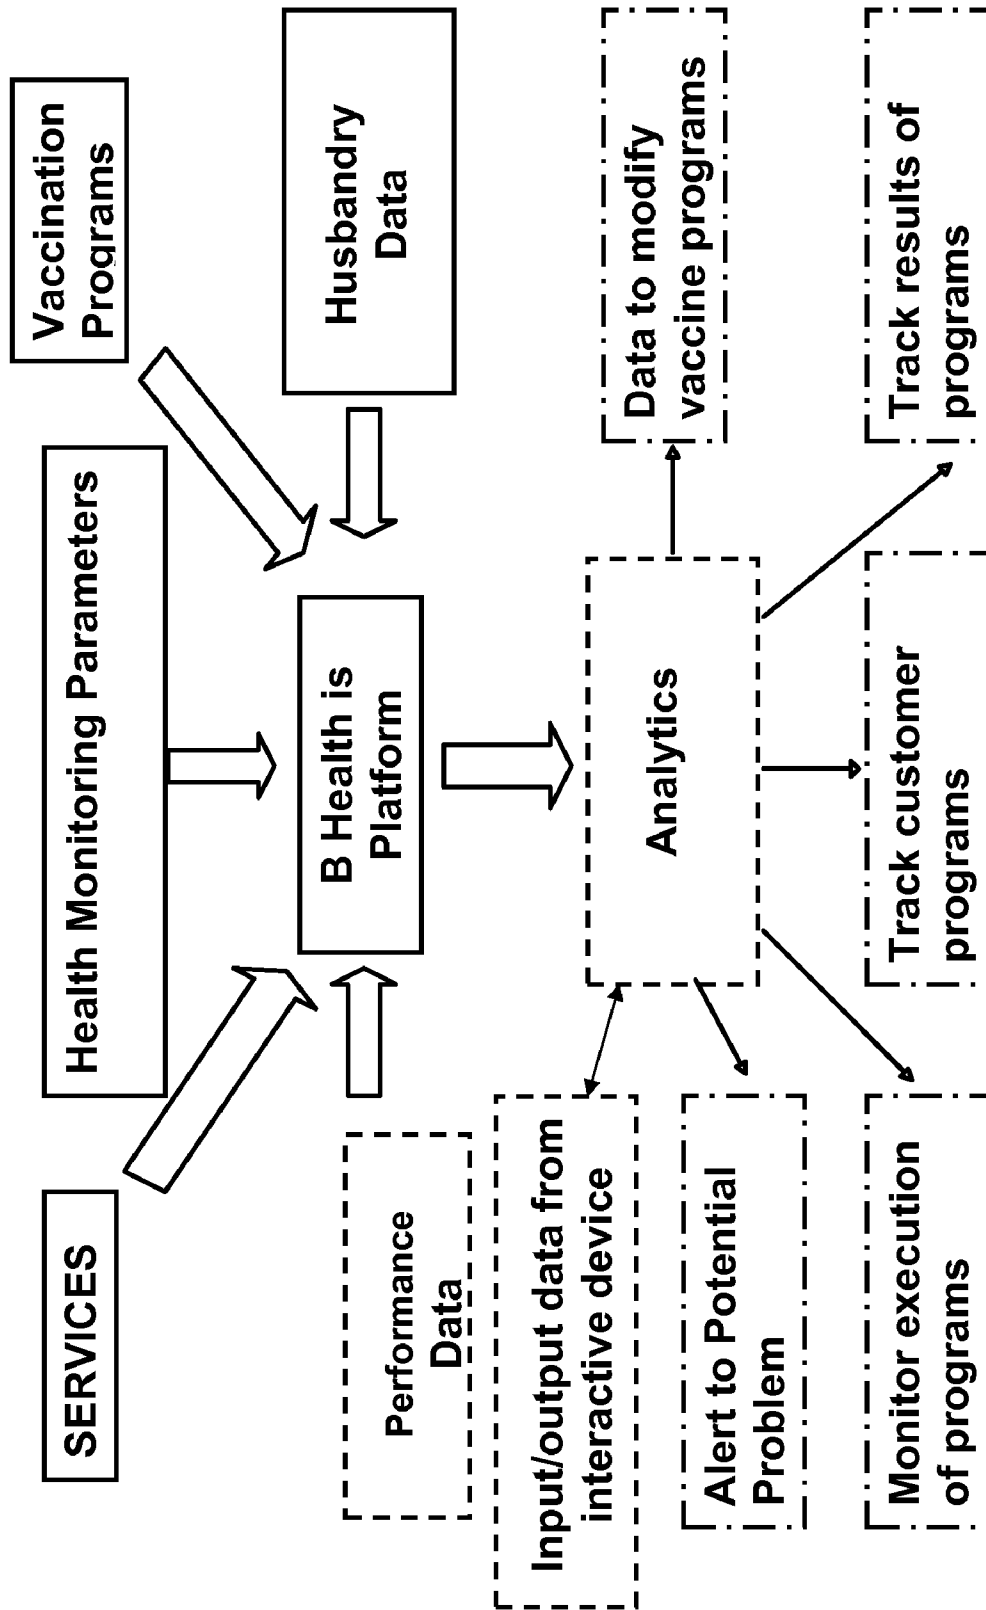 SERVICES
Health Monitoring Parameters
Vaccination
Programs
Performance
Data
B Health is
Platform
Husbandry
Data
Input/output data from
interactive device
Analytics
Data to modify
vaccine programs
Alert to Potential
Problem
Monitor execution
of programs
Track customer
programs
Track results of
programs